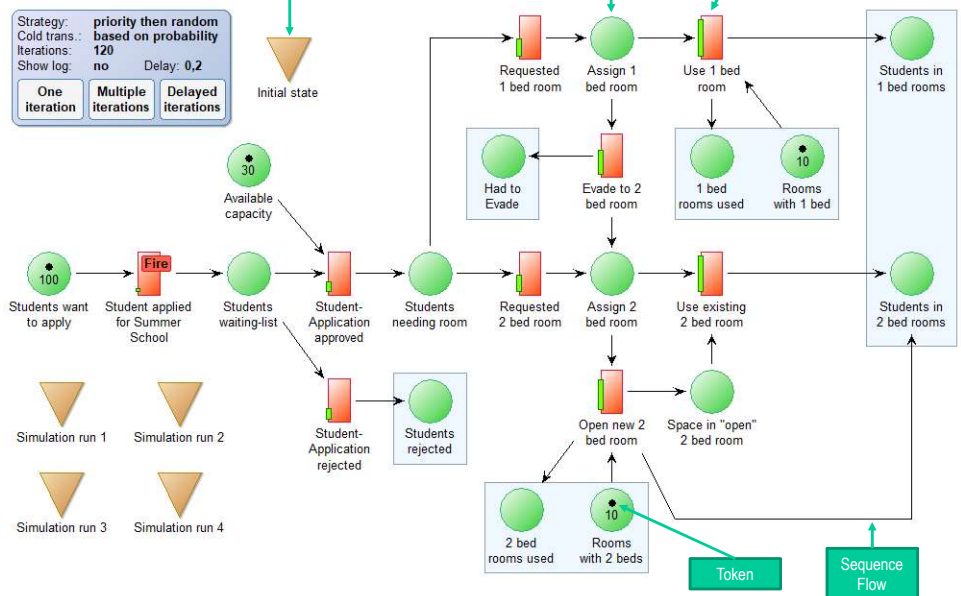 Strategy: priority then random
Cold trans.: based on probability
Iterations: 120
Show log: no Delay: 0,2
One
iteration
Multiple
iterations
Delayed
iterations
Initial state
Requested
1 bed room
Assign 1
bed room
Use 1 bed
room
Students in
1 bed rooms
30
Available
capacity
Had to
Evade
Evade to 2
bed room
1 bed
rooms used
10
Rooms
with 1 bed
100
Students want
to apply
Fire
Student applied
for Summer
School
Students
waiting-list
Student-
Application
approved
Students
needing room
Requested
2 bed room
Assign 2
bed room
Use existing
2 bed room
Students in
2 bed rooms
Simulation run 1
Simulation run 2
Student-
Application
rejected
Students
rejected
Open new 2
bed room
Space in "open"
2 bed room
Simulation run 3
Simulation run 4
2 bed
rooms used
10
Rooms
with 2 beds
Token
Sequence
Flow